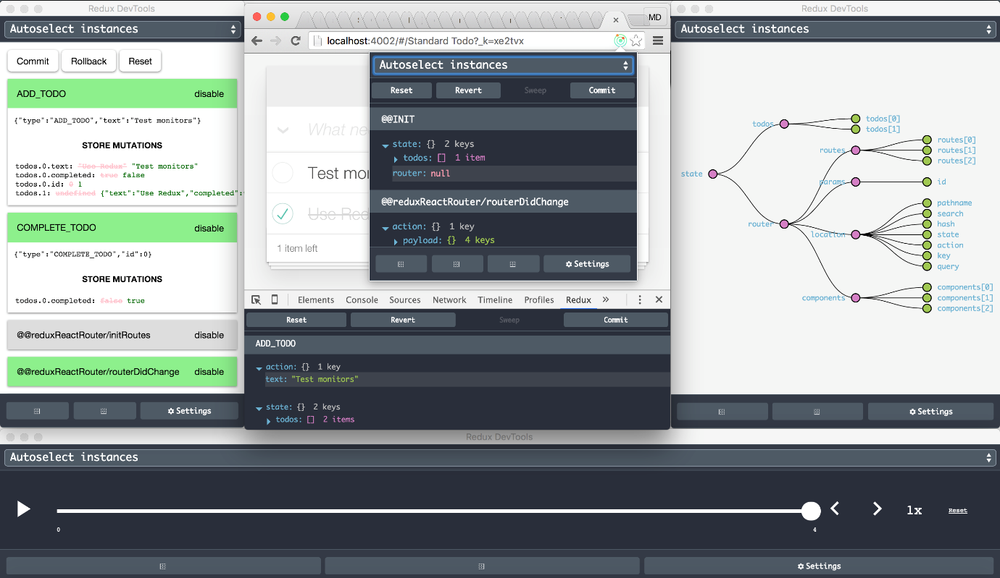 Redux DevTools
Autoselect instances
Commit
Rollback
Reset
ADD_TODO
disable
{"type":"ADD_TODO","text":"Test monitors"}
STORE MUTATIONS
todos.0.text: "Use Redux" "Test monitors"
todos.0.completed: true false
todos.0.id: 0 1
todos.1: undefined {"text":"Use Redux","completed":
COMPLETE_TODO
disable
{"type":"COMPLETE_TODO","id":0}
STORE MUTATIONS
todos.0.completed: false true
@@reduxReactRouter/initRoutes
disable
@@reduxReactRouter/routerDidChange
disable
Settings
MD
localhost:4002/#/Standard Todo?_k=xe2tvx
What ne
Test mon
Use Red
1 item left
Autoselect instances
Reset
Revert
Sweep
Commit
@@INIT
state: {} 2 keys
todos: [] 1 item
router: null
@@reduxReactRouter/routerDidChange
action: {} 1 key
payload: {} 4 keys
Settings
Elements
Console
Sources
Network
Timeline
Profiles
Redux
Reset
Revert
Sweep
Commit
ADD_TODO
action: {} 1 key
text: "Test monitors"
state: {} 2 keys
todos: [] 2 items
Redux DevTools
Autoselect instances
state
todos
todos[0]
todos[1]
router
routes
routes[0]
routes[1]
routes[2]
params
id
location
pathname
search
hash
state
action
key
query
components
components[0]
components[1]
components[2]
Settings
Redux DevTools
Autoselect instances
0
4
1x
Reset
Settings